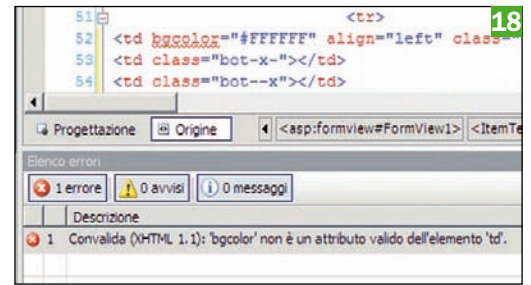 18
51 <tr>
52 <td bgcolor="#FFFFFF" align="left" class="
53 <td class="bot-x-"></td>
54 <td class="bot--x"></td>
Progettazione Origine <asp:formview#FormView1> <ItemTe
Elenco errori
1 errore 0 avvisi 0 messaggi
Descrizione
1 Convalida (XHTML 1.1): 'bgcolor' non è un attributo valido dell'elemento 'td'.